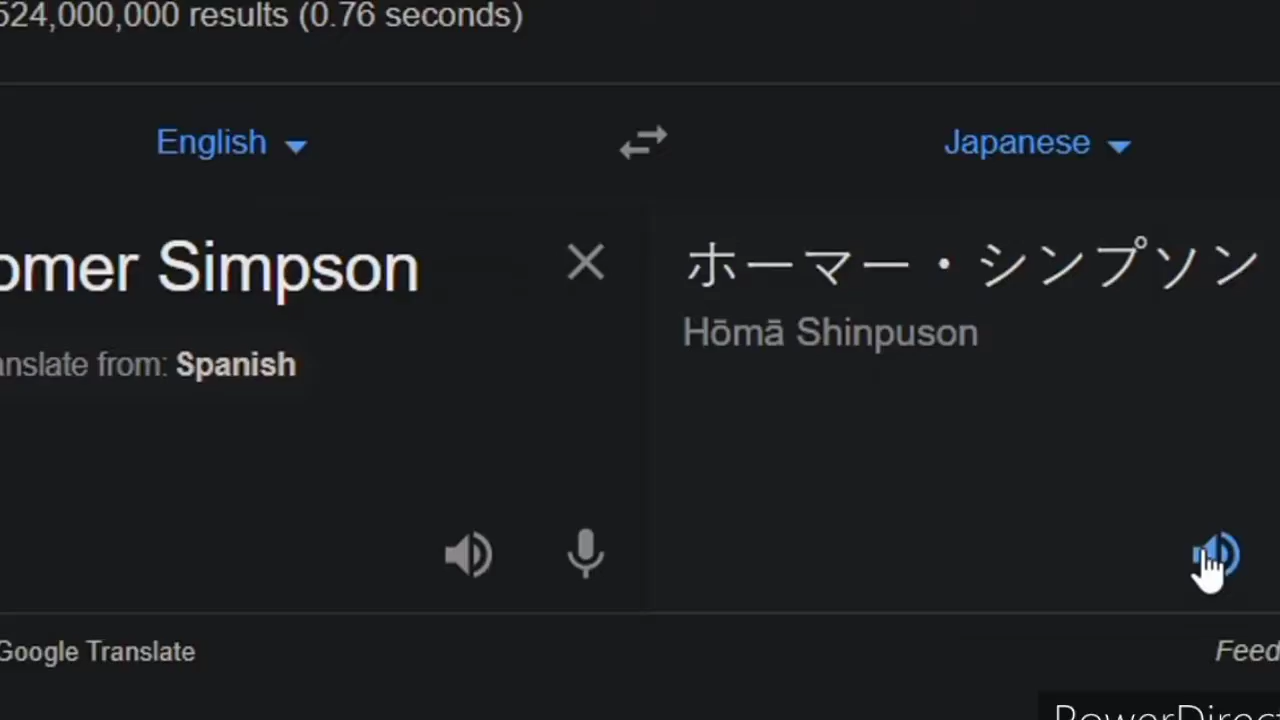 524,000,000 results (0.76 seconds)
English
Japanese
omer Simpson
ホーマー・シンプソン
Hōmā Shinpuson
anslate from: Spanish
Google Translate
Feed
PowerDirec